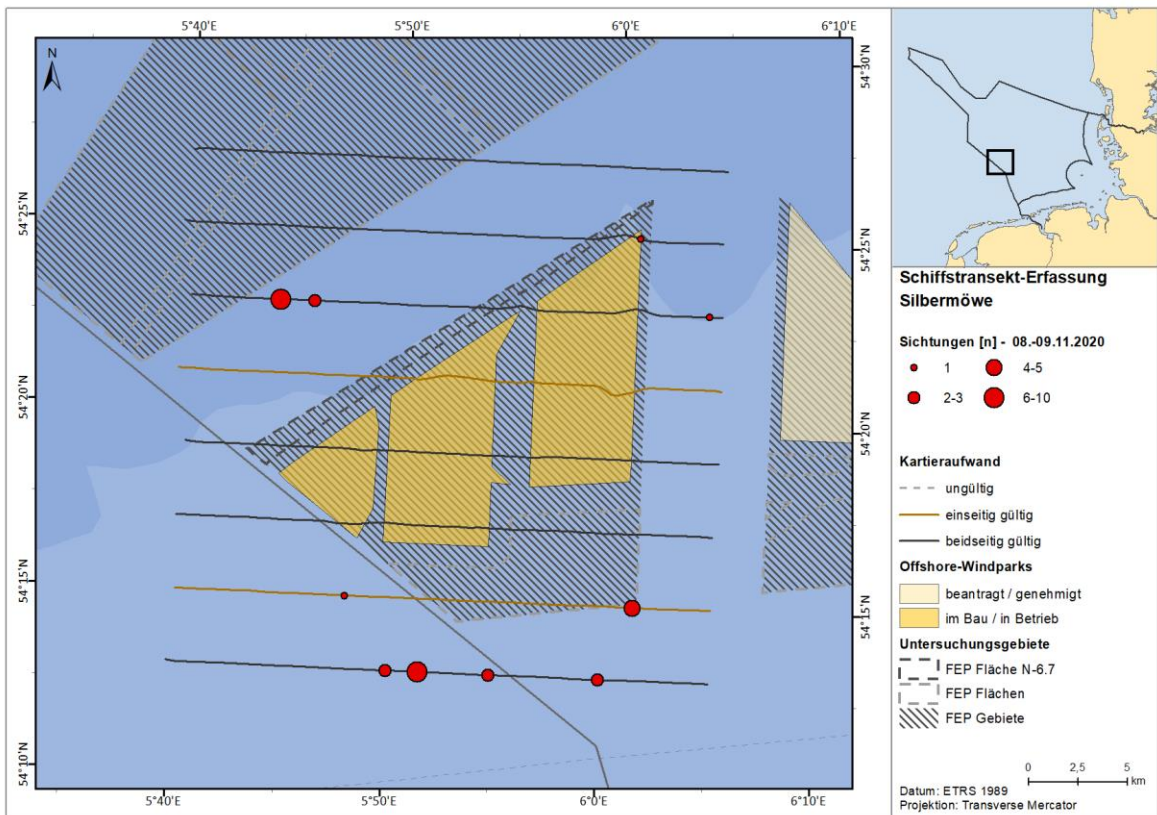 5°40'E 5°50'E 6°0'E 6°10'E
N
54°30'N
54°25'N
54°25'N
54°20'N
54°20'N
54°15'N
54°15'N
54°10'N
5°40'E 5°50'E 6°0'E 6°10'E
Schiffstransekt-Erfassung
Silbermöwe
Sichtungen [n] - 08.-09.11.2020
1 4-5
2-3 6-10
Kartieraufwand
ungültig
einseitig gültig
beidseitig gültig
Offshore-Windparks
beantragt / genehmigt
im Bau / in Betrieb
Untersuchungsgebiete
FEP Fläche N-6.7
FEP Flächen
FEP Gebiete
0 2,5 5
km
Datum: ETRS 1989
Projektion: Transverse Mercator